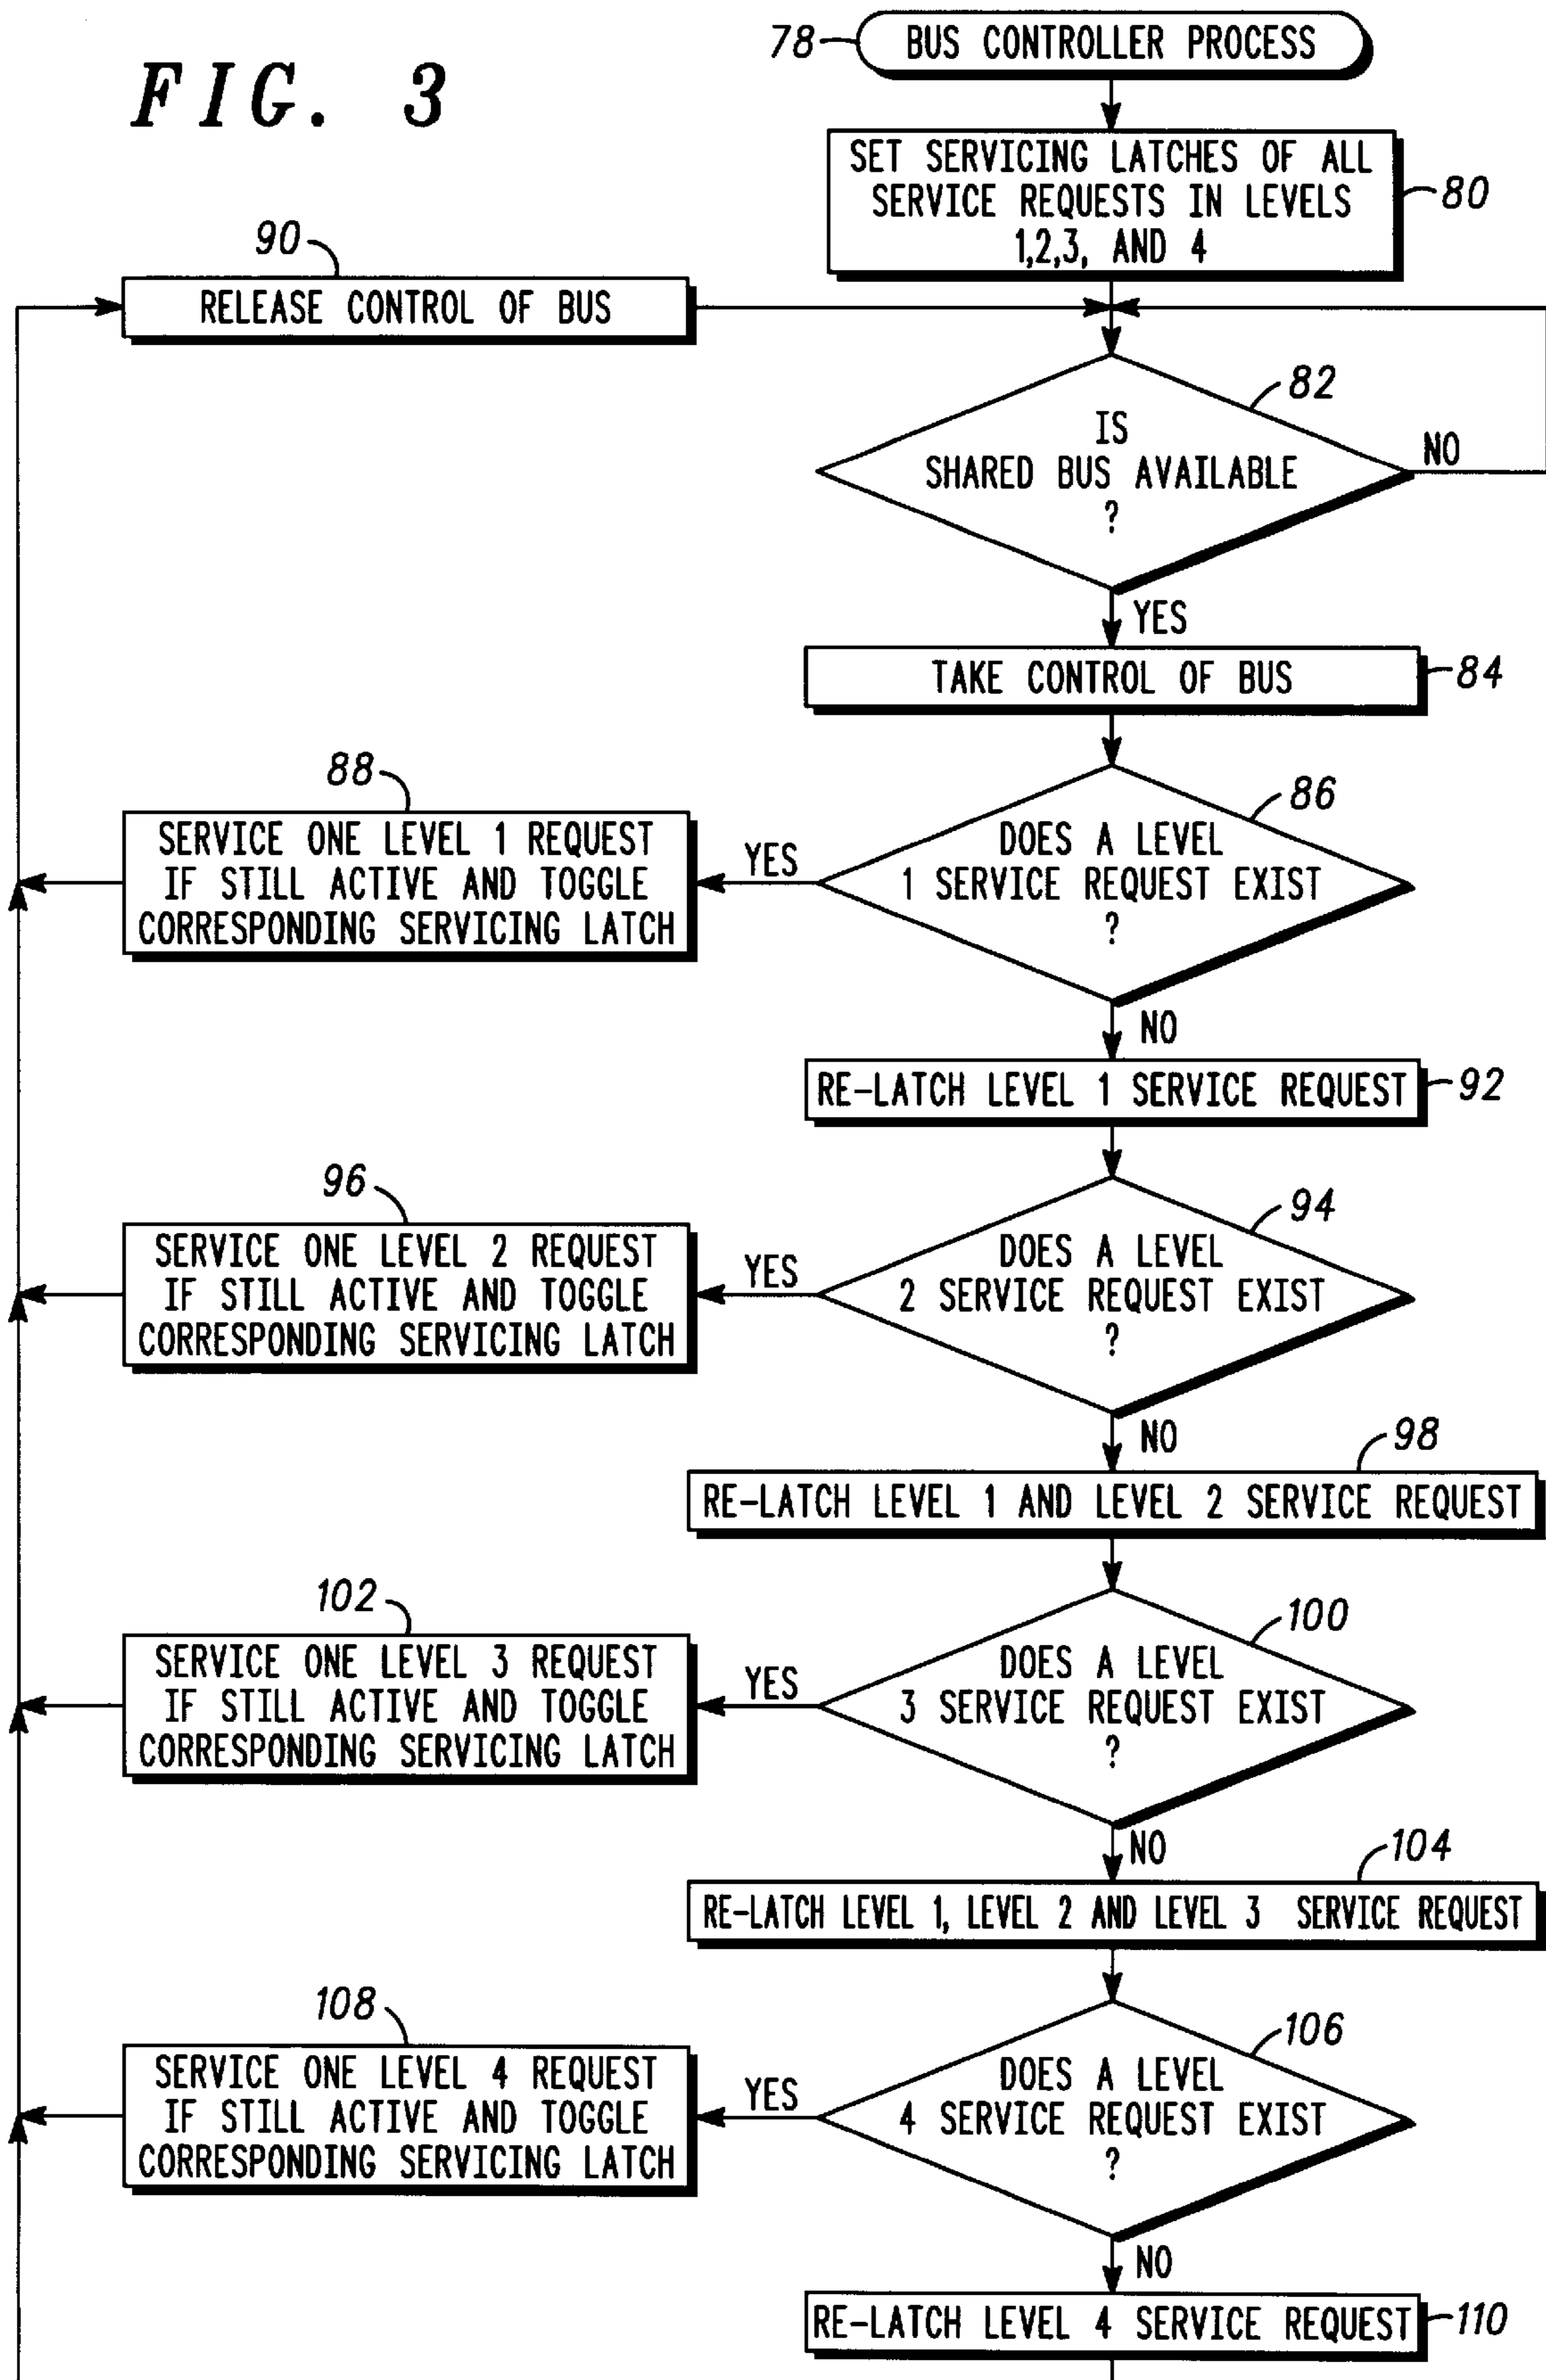 FIG. 3
78
BUS CONTROLLER PROCESS
SET SERVICING LATCHES OF ALL
SERVICE REQUESTS IN LEVELS
1,2,3, AND 4
80
90
RELEASE CONTROL OF BUS
82
IS
SHARED BUS AVAILABLE
?
NO
YES
TAKE CONTROL OF BUS
84
88
SERVICE ONE LEVEL 1 REQUEST
IF STILL ACTIVE AND TOGGLE
CORRESPONDING SERVICING LATCH
YES
86
DOES A LEVEL
1 SERVICE REQUEST EXIST
?
NO
RE-LATCH LEVEL 1 SERVICE REQUEST
92
96
SERVICE ONE LEVEL 2 REQUEST
IF STILL ACTIVE AND TOGGLE
CORRESPONDING SERVICING LATCH
YES
94
DOES A LEVEL
2 SERVICE REQUEST EXIST
?
NO
98
RE-LATCH LEVEL 1 AND LEVEL 2 SERVICE REQUEST
102
SERVICE ONE LEVEL 3 REQUEST
IF STILL ACTIVE AND TOGGLE
CORRESPONDING SERVICING LATCH
YES
100
DOES A LEVEL
3 SERVICE REQUEST EXIST
?
NO
104
RE-LATCH LEVEL 1, LEVEL 2 AND LEVEL 3 SERVICE REQUEST
108
SERVICE ONE LEVEL 4 REQUEST
IF STILL ACTIVE AND TOGGLE
CORRESPONDING SERVICING LATCH
YES
106
DOES A LEVEL
4 SERVICE REQUEST EXIST
?
NO
RE-LATCH LEVEL 4 SERVICE REQUEST
110